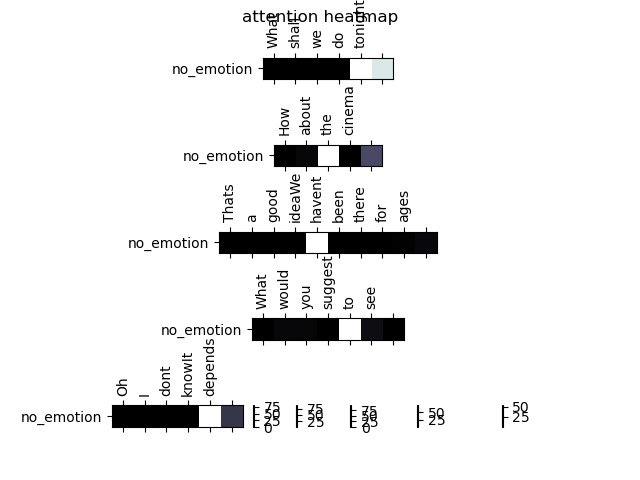 attention heatmap
What shall we do tonight
no_emotion
How about the cinema
no_emotion
Thats a good ideaWe havent been there for ages
no_emotion
What would you suggest to see
no_emotion
Oh I dont knowIt depends
no_emotion
75 50 25 0
75 50 25
75 50 25 0
50 25
50 25